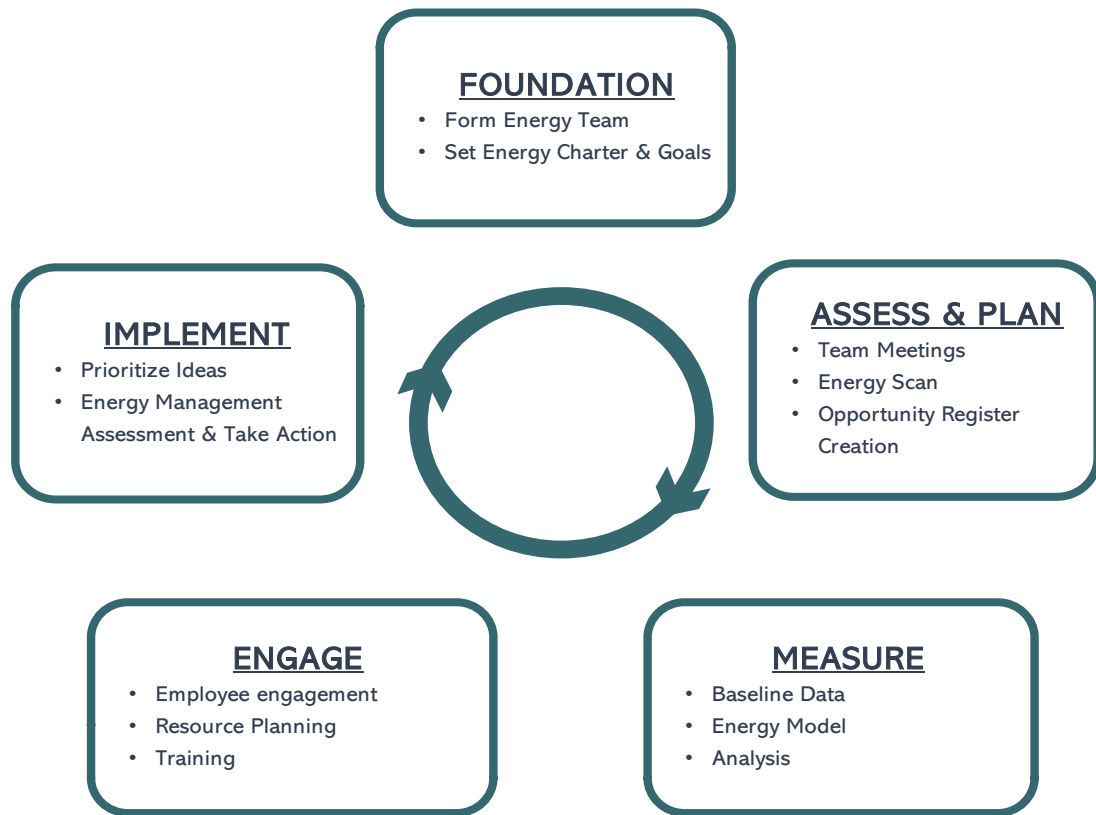 FOUNDATION
• Form Energy Team
• Set Energy Charter & Goals
ASSESS & PLAN
• Team Meetings
• Energy Scan
• Opportunity Register
Creation
MEASURE
• Baseline Data
• Energy Model
• Analysis
ENGAGE
• Employee engagement
• Resource Planning
• Training
IMPLEMENT
• Prioritize Ideas
• Energy Management
Assessment & Take Action